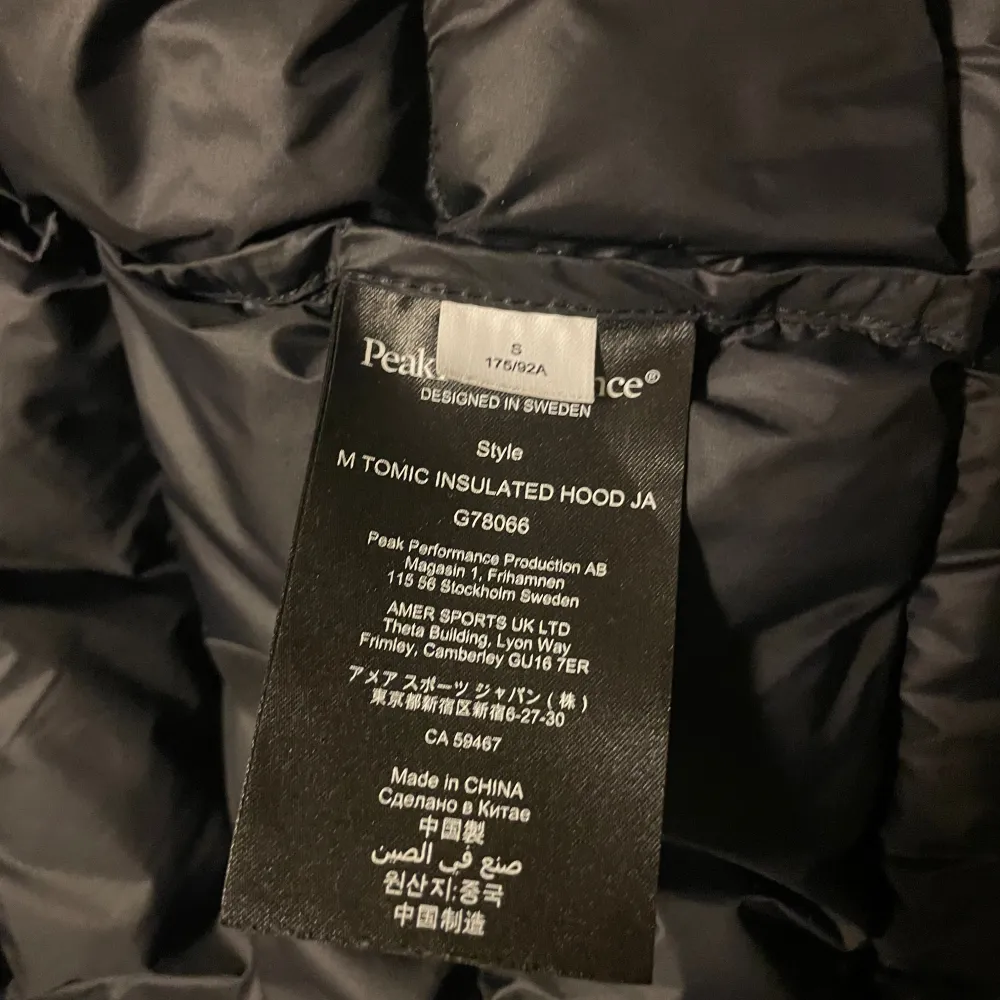 S
175/92A
Peak nce®
DESIGNED IN SWEDEN
Style
M TOMIC INSULATED HOOD JA
G78066
Peak Performance Production AB
Magasin 1, Frihamnen
115 56 Stockholm Sweden
AMER SPORTS UK LTD
Theta Building, Lyon Way
Frimley, Camberley GU16 7ER
アメア スポーツ ジャパン (株)
東京都新宿区新宿6-27-30
CA 59467
Made in CHINA
Сделано в Китае
中国製
صنع في الصين
원산지:중국
中国制造